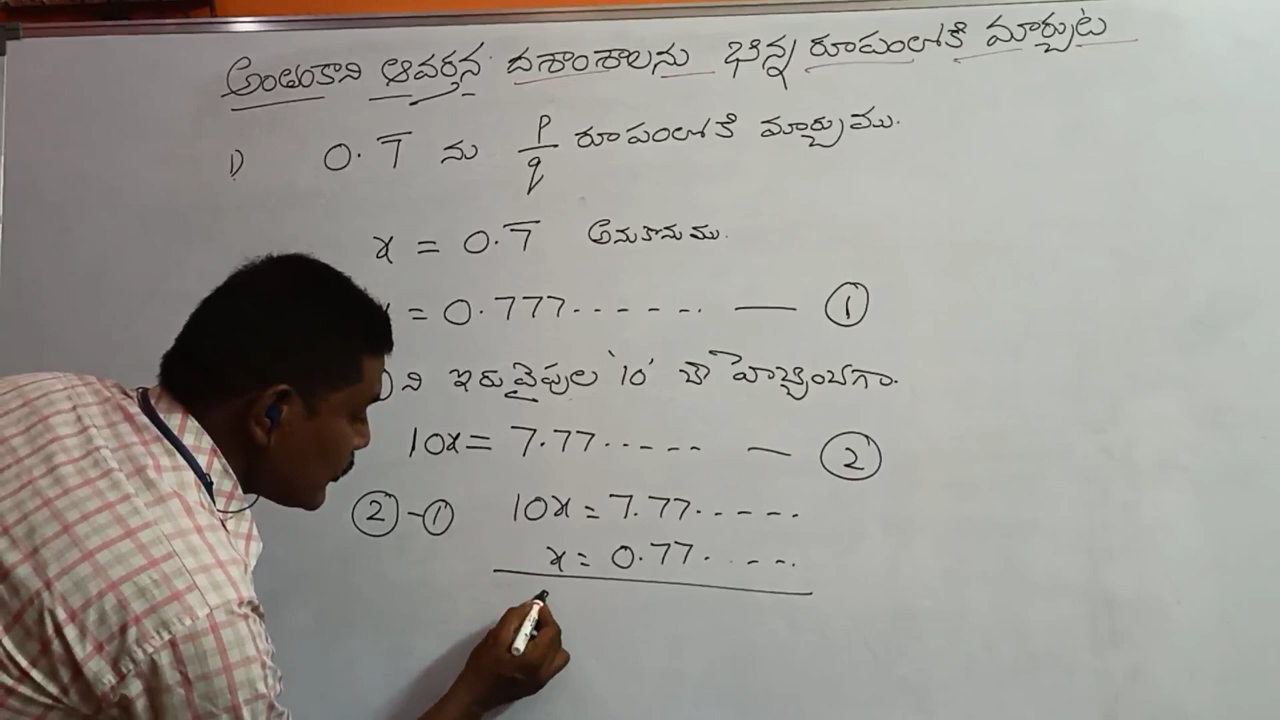 అంతంకాని ఆవర్తన దశాంశాలను భిన్న రూపంలోకి మార్చుట
1) 0.7̅ ను p/q రూపంలోకి మార్చుము.
x = 0.7̅ అనుకొనుము.
= 0.777...... — ①
ని ఇరువైపుల '10' చే హెచ్చించగా.
10x = 7.77...... — ②
② - ① 10x = 7.77......
x = 0.77......